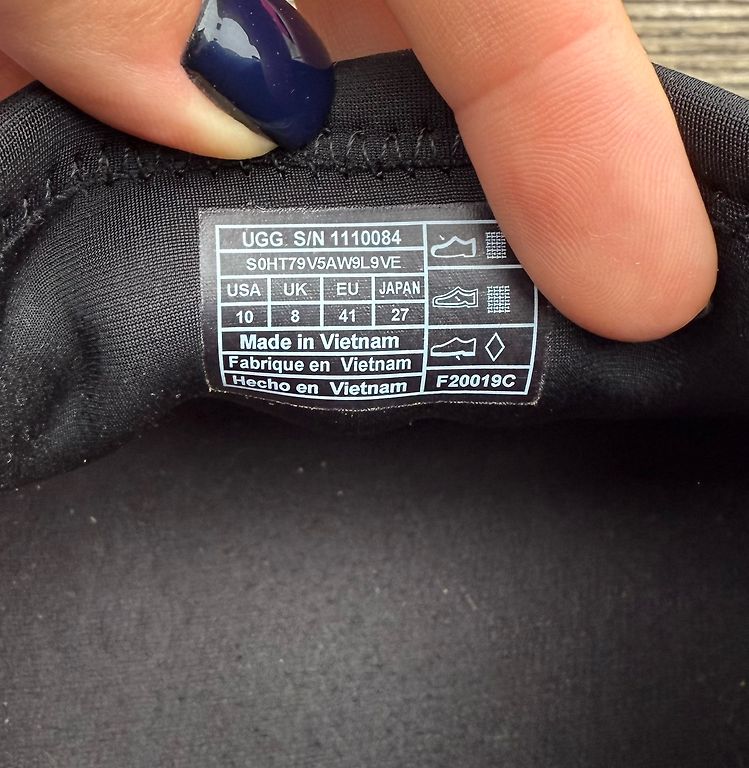 UGG S/N 1110084
S0HT79V5AW9L9VE
USA UK EU JAPAN
10 8 41 27
Made in Vietnam
Fabrique en Vietnam
Hecho en Vietnam
F20019C